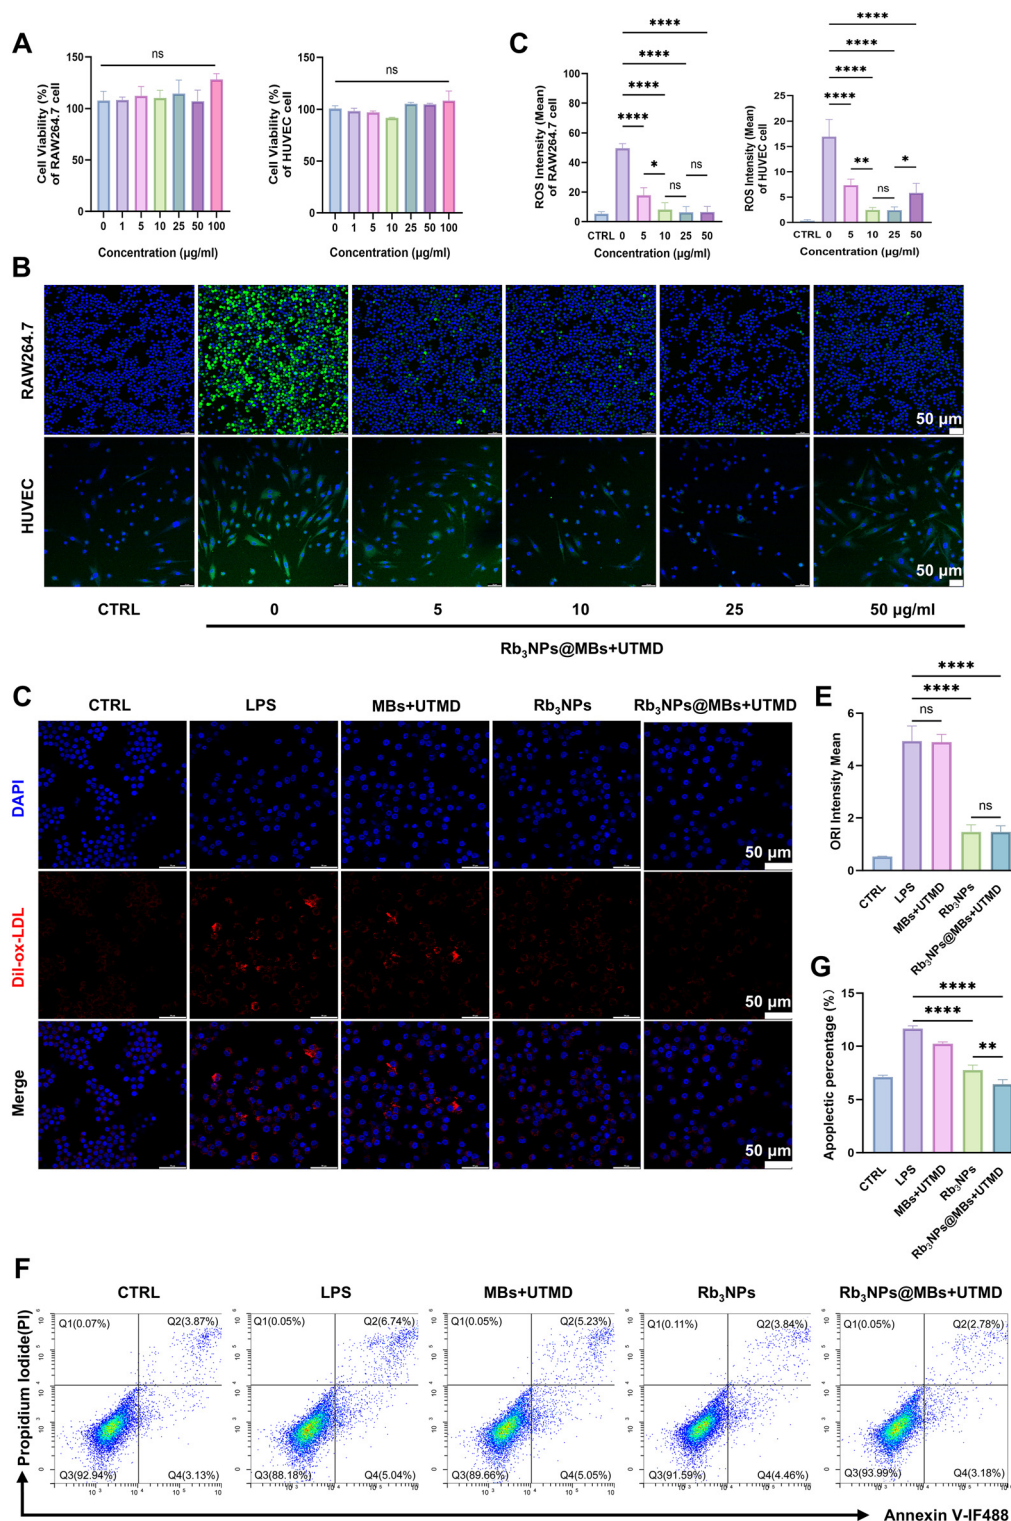 A
Cell Viability (%)
of RAW264.7 cell
150
100
50
0
ns
0 1 5 10 25 50 100
Concentration (μg/ml)
Cell Viability (%)
of HUVEC cell
150
100
50
0
ns
0 1 5 10 25 50 100
Concentration (μg/ml)
C
ROS Intensity (Mean)
of RAW264.7 cell
100
80
60
40
20
0
****
****
****
****
*
ns
ns
CTRL 0 5 10 25 50
Concentration (μg/ml)
ROS Intensity (Mean)
of HUVEC cell
25
20
15
10
5
0
****
****
****
****
**
ns
*
CTRL 0 5 10 25 50
Concentration (μg/ml)
B
RAW264.7
50 μm
HUVEC
50 μm
CTRL 0 5 10 25 50 μg/ml
Rb₃NPs@MBs+UTMD
C
CTRL LPS MBs+UTMD Rb₃NPs Rb₃NPs@MBs+UTMD
DAPI
50 μm
Dil-ox-LDL
50 μm
Merge
50 μm
E
ORI Intensity Mean
6
4
2
0
****
****
ns
ns
CTRL
LPS
MBs+UTMD
Rb₃NPs
Rb₃NPs@MBs+UTMD
G
Apoplectic percentage (%)
15
10
5
0
****
****
**
CTRL
LPS
MBs+UTMD
Rb₃NPs
Rb₃NPs@MBs+UTMD
F
CTRL LPS MBs+UTMD Rb₃NPs Rb₃NPs@MBs+UTMD
Propidium Iodide(PI)
Q1(0.07%) Q2(3.87%)
Q3(92.94%) Q4(3.13%)
Q1(0.05%) Q2(6.74%)
Q3(88.18%) Q4(5.04%)
Q1(0.05%) Q2(5.23%)
Q3(89.66%) Q4(5.05%)
Q1(0.11%) Q2(3.84%)
Q3(91.59%) Q4(4.46%)
Q1(0.05%) Q2(2.78%)
Q3(93.99%) Q4(3.18%)
Annexin V-IF488